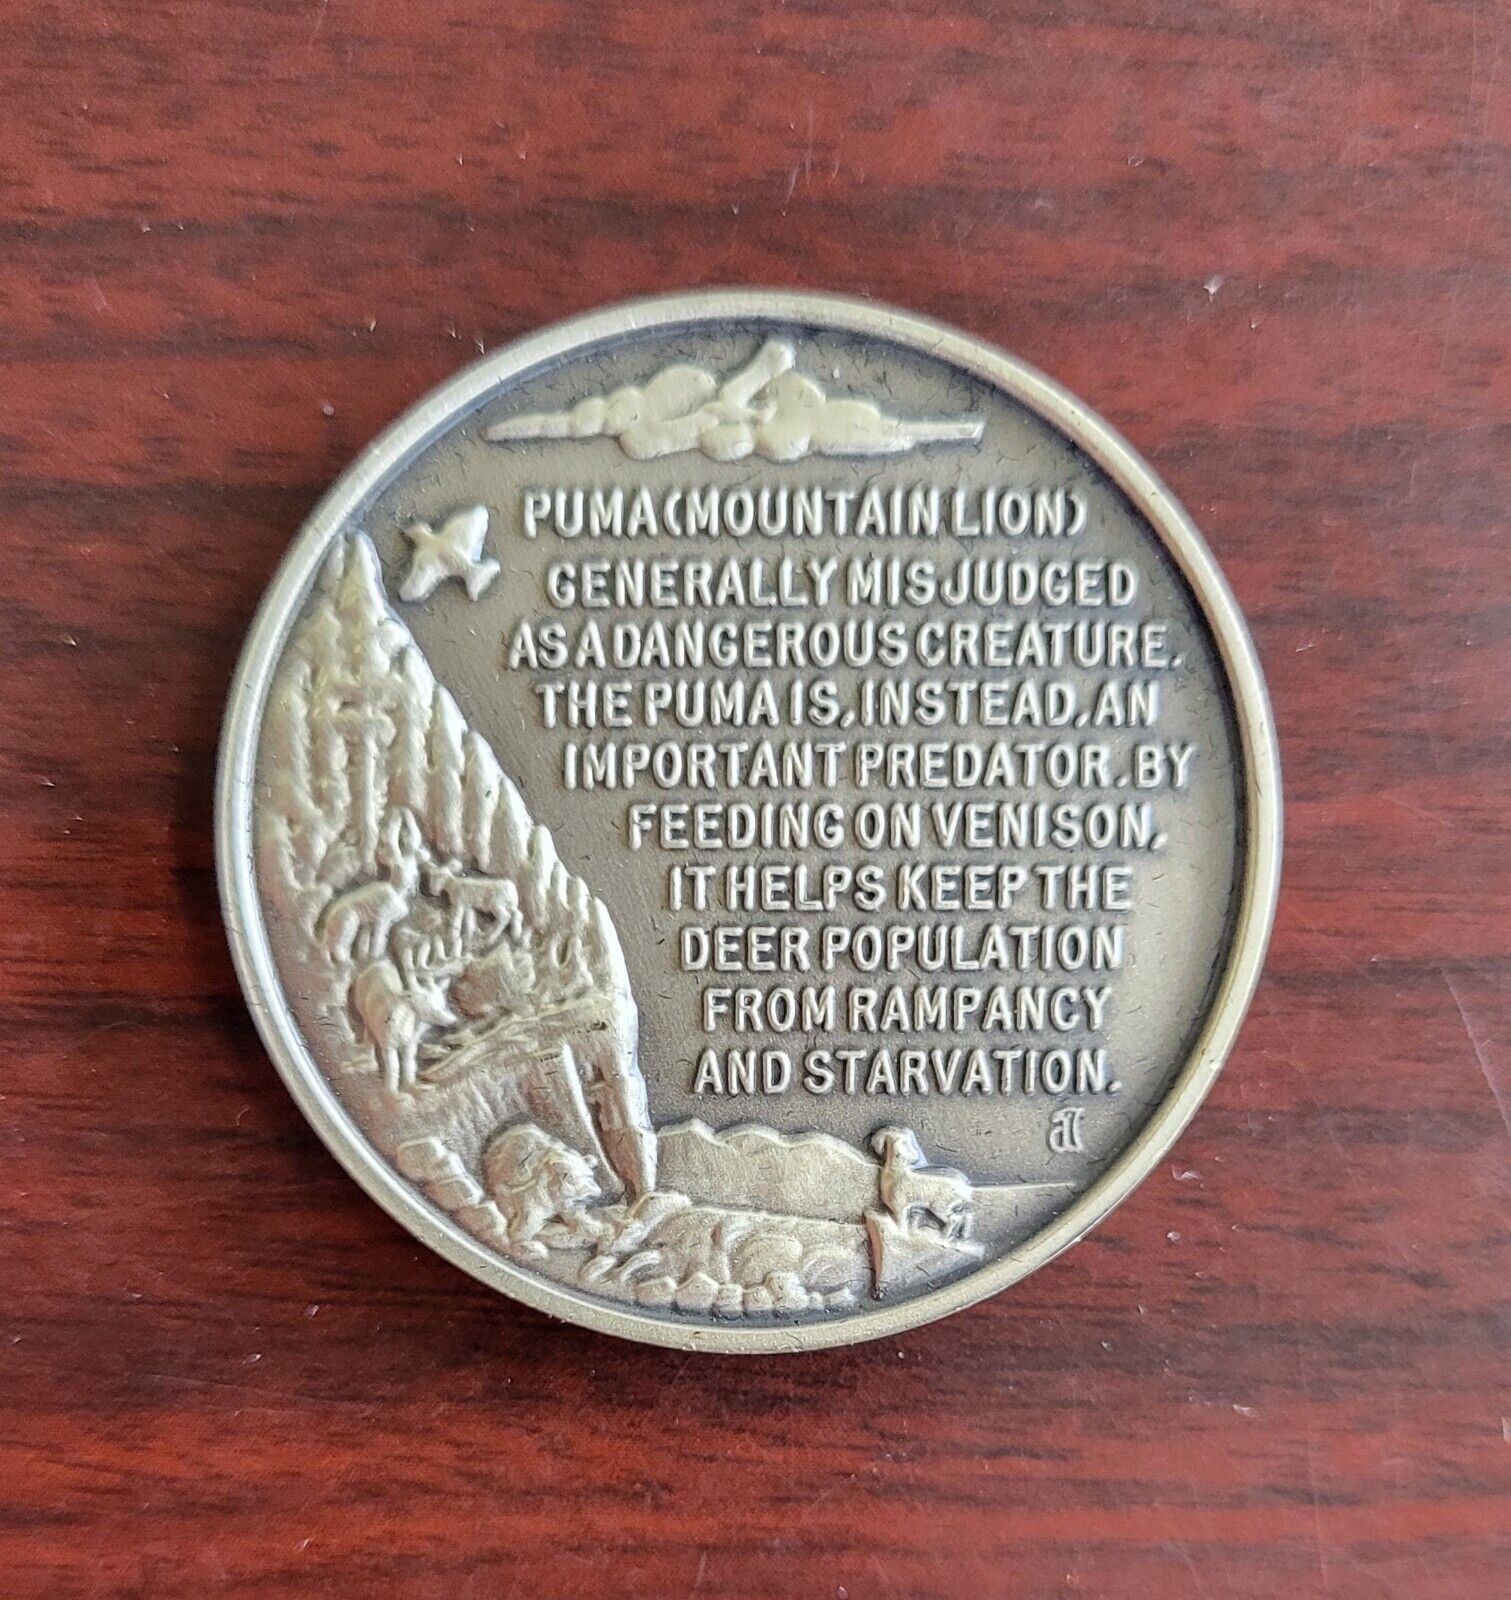 PUMA (MOUNTAIN LION)
GENERALLY MISJUDGED
AS A DANGEROUS CREATURE.
THE PUMA IS, INSTEAD, AN
IMPORTANT PREDATOR. BY
FEEDING ON VENISON,
IT HELPS KEEP THE
DEER POPULATION
FROM RAMPANCY
AND STARVATION.